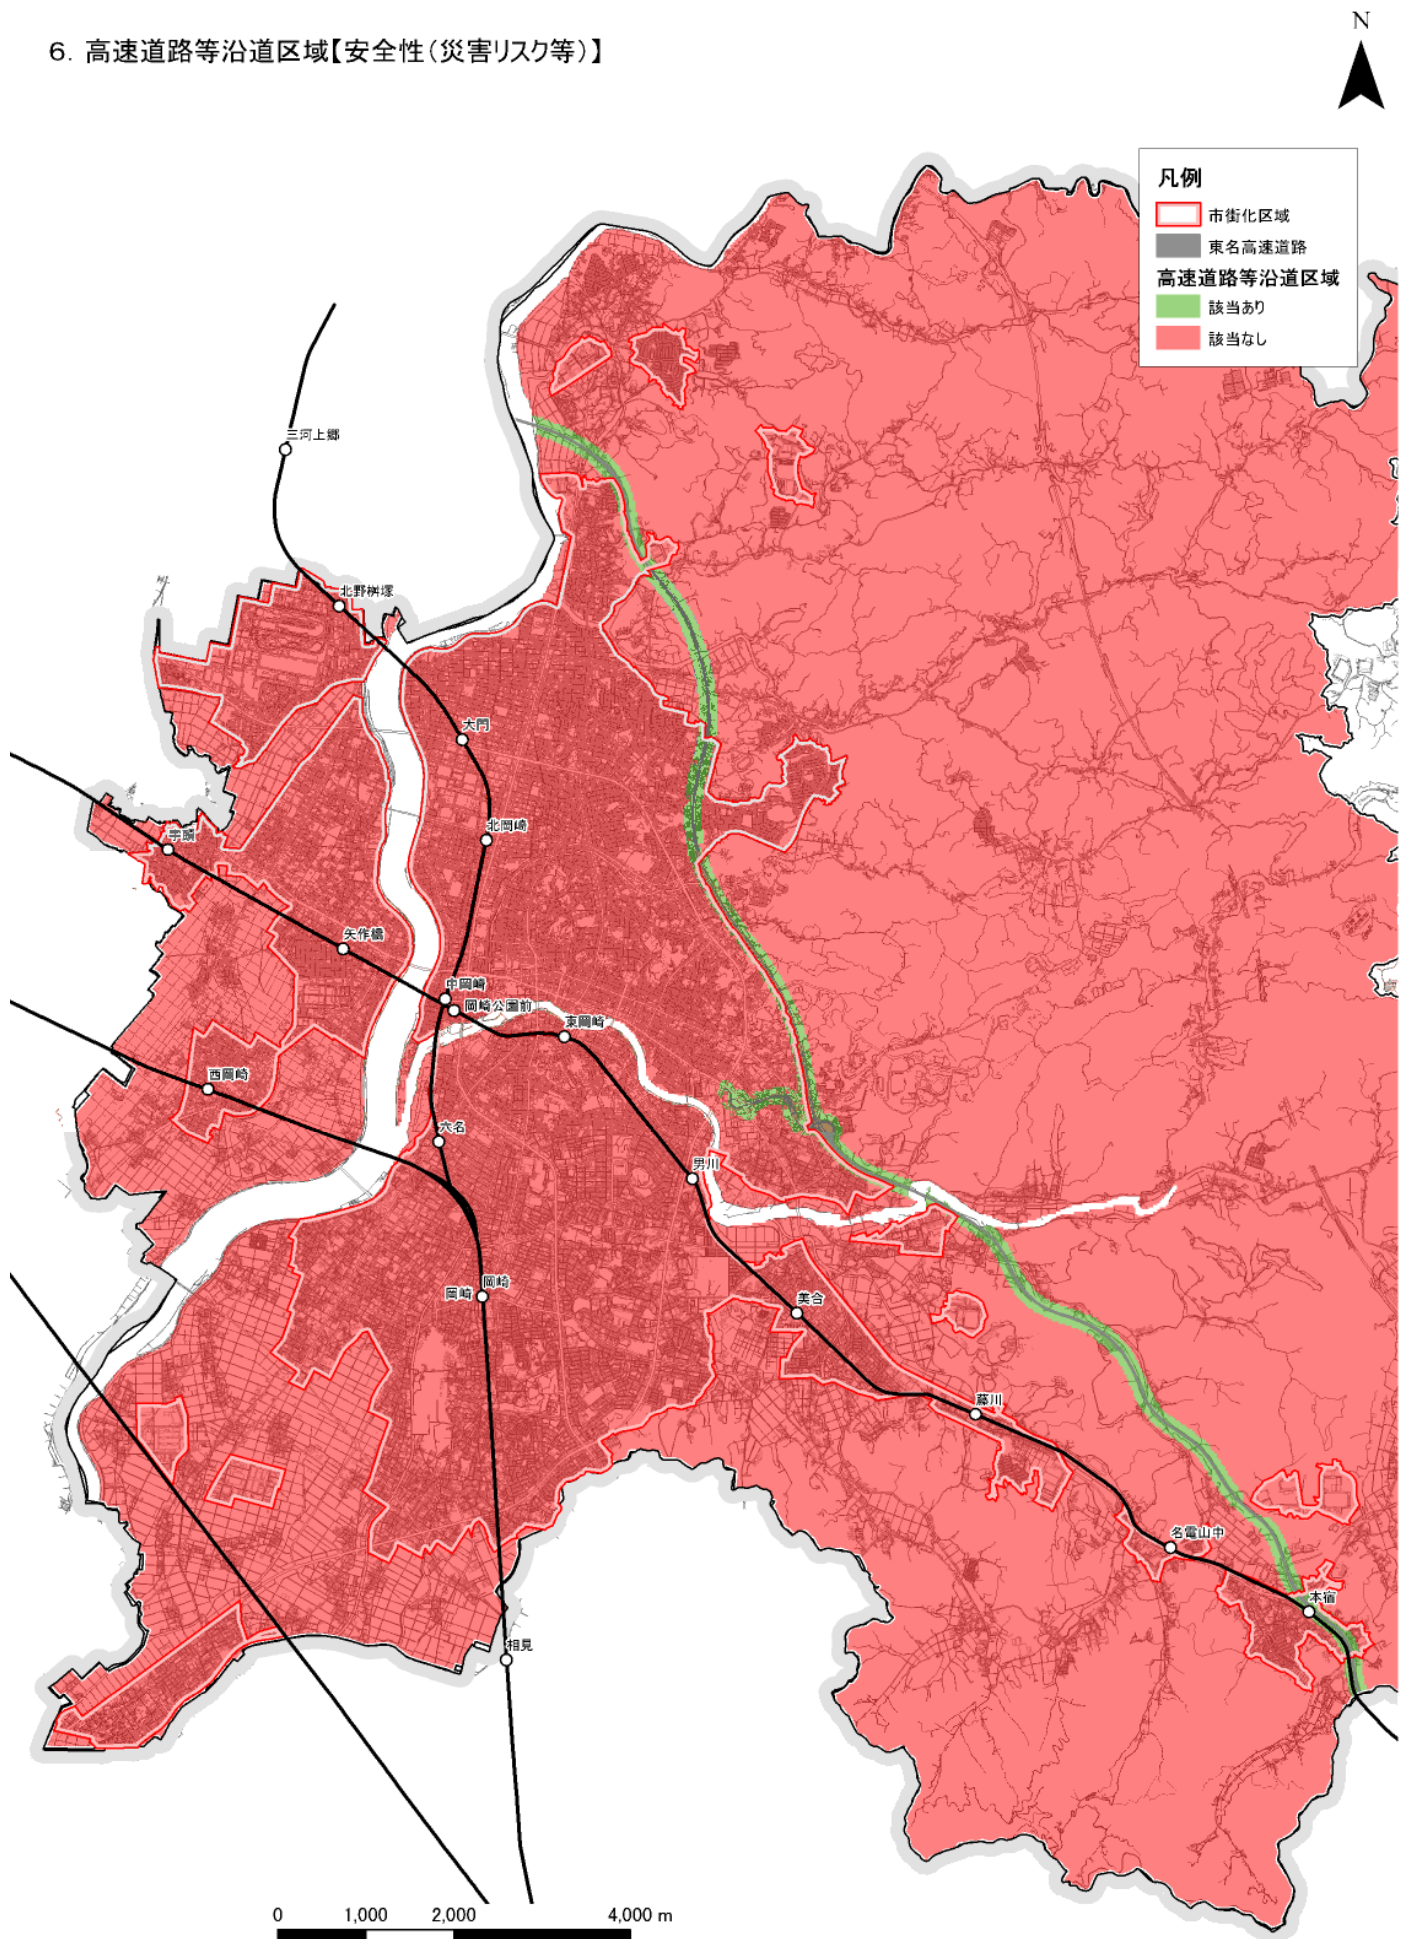 6. 高速道路等沿道区域【安全性(災害リスク等)】
N
凡例
市街化区域
東名高速道路
高速道路等沿道区域
該当あり
該当なし
三河上郷
北野桝塚
大門
北岡崎
宇頭
矢作橋
中岡崎
岡崎公園前
東岡崎
西岡崎
六名
男川
岡崎
岡崎
美合
藤川
名電山中
本宿
相見
0 1,000 2,000 4,000 m